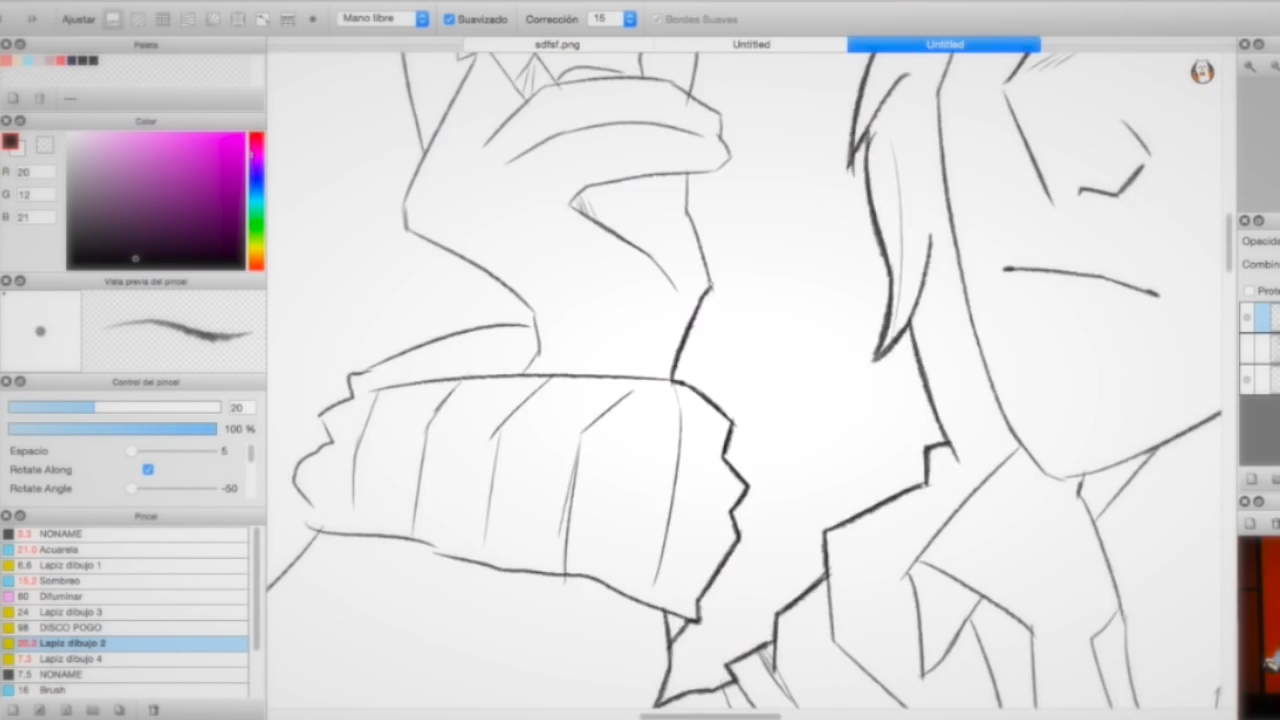 Ajustar Mano libre Suavizado Corrección 15 Bordes Suaves
Paleta sdfsf.png Untitled Untitled
Color
R 20
G 12
B 21
Opacida
Combin
Vista previa del pincel
Prote
Control del pincel
20
100 %
Espacio 5
Rotate Along
Rotate Angle -50
Pincel
3.3 NONAME
21.0 Acuarela
6.6 Lapiz dibujo 1
15.2 Sombreo
80 Difuminar
24 Lapiz dibujo 3
98 DISCO POGO
20.2 Lapiz dibujo 2
7.3 Lapiz dibujo 4
7.5 NONAME
16 Brush